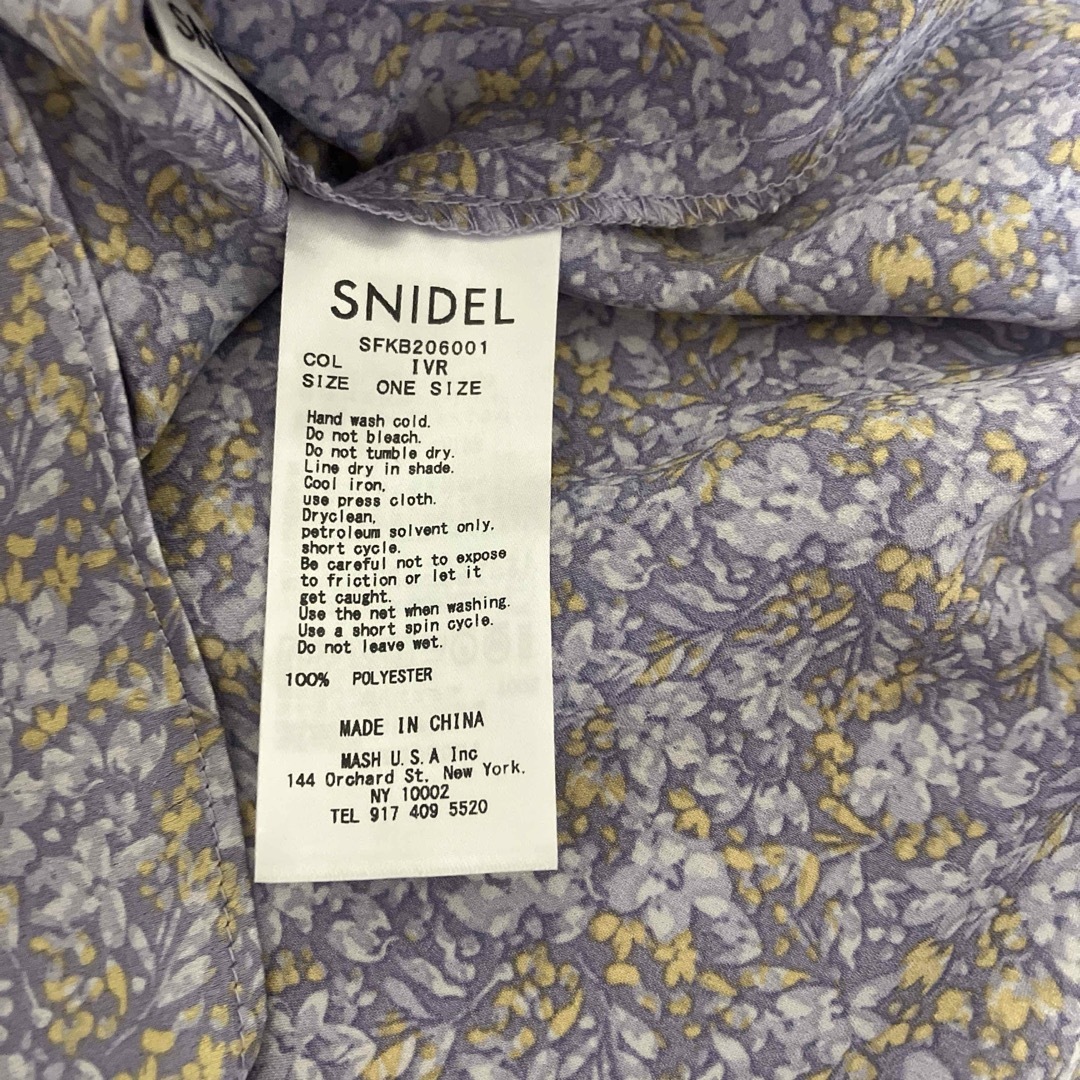 SNIDEL
SFKB206001
COL IVR
SIZE ONE SIZE
Hand wash cold.
Do not bleach.
Do not tumble dry.
Line dry in shade.
Cool iron,
use press cloth.
Dryclean,
petroleum solvent only,
short cycle.
Be careful not to expose
to friction or let it
get caught.
Use the net when washing.
Use a short spin cycle.
Do not leave wet.
100% POLYESTER
MADE IN CHINA
MASH U.S.A Inc
144 Orchard St, New York.
NY 10002
TEL 917 409 5520